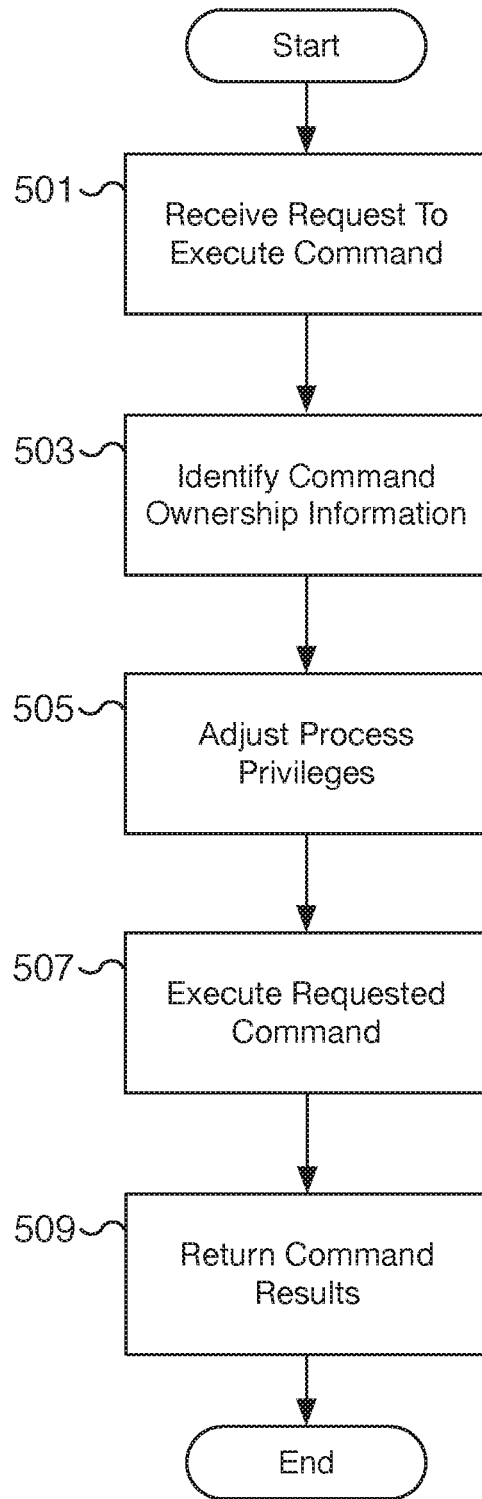 Start
501
Receive Request To
Execute Command
503
Identify Command
Ownership Information
505
Adjust Process
Privileges
507
Execute Requested
Command
509
Return Command
Results
End